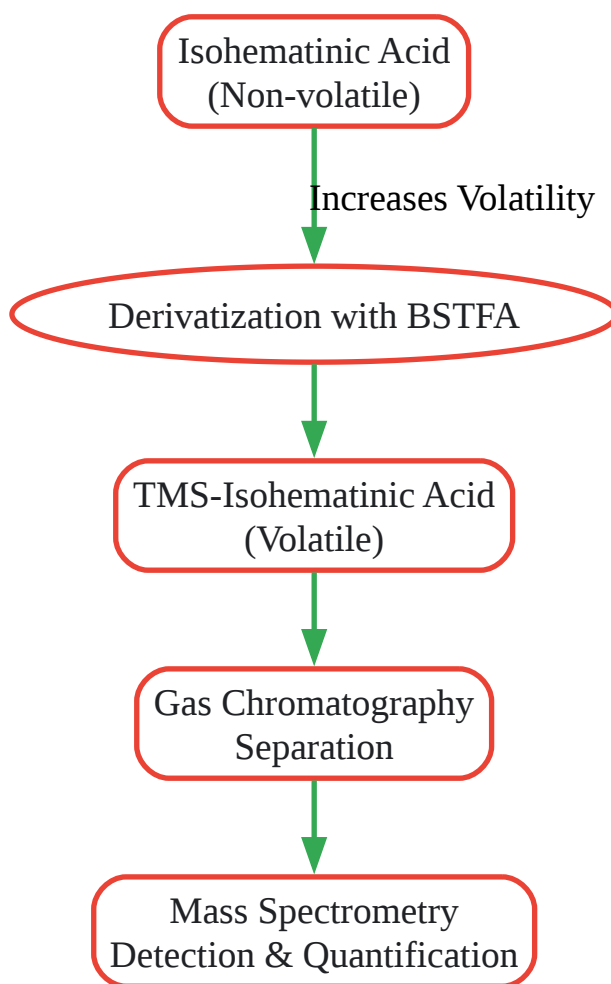 Isohematinic Acid
(Non-volatile)
Increases Volatility
Derivatization with BSTFA
TMS-Isohematinic Acid
(Volatile)
Gas Chromatography
Separation
Mass Spectrometry
Detection & Quantification